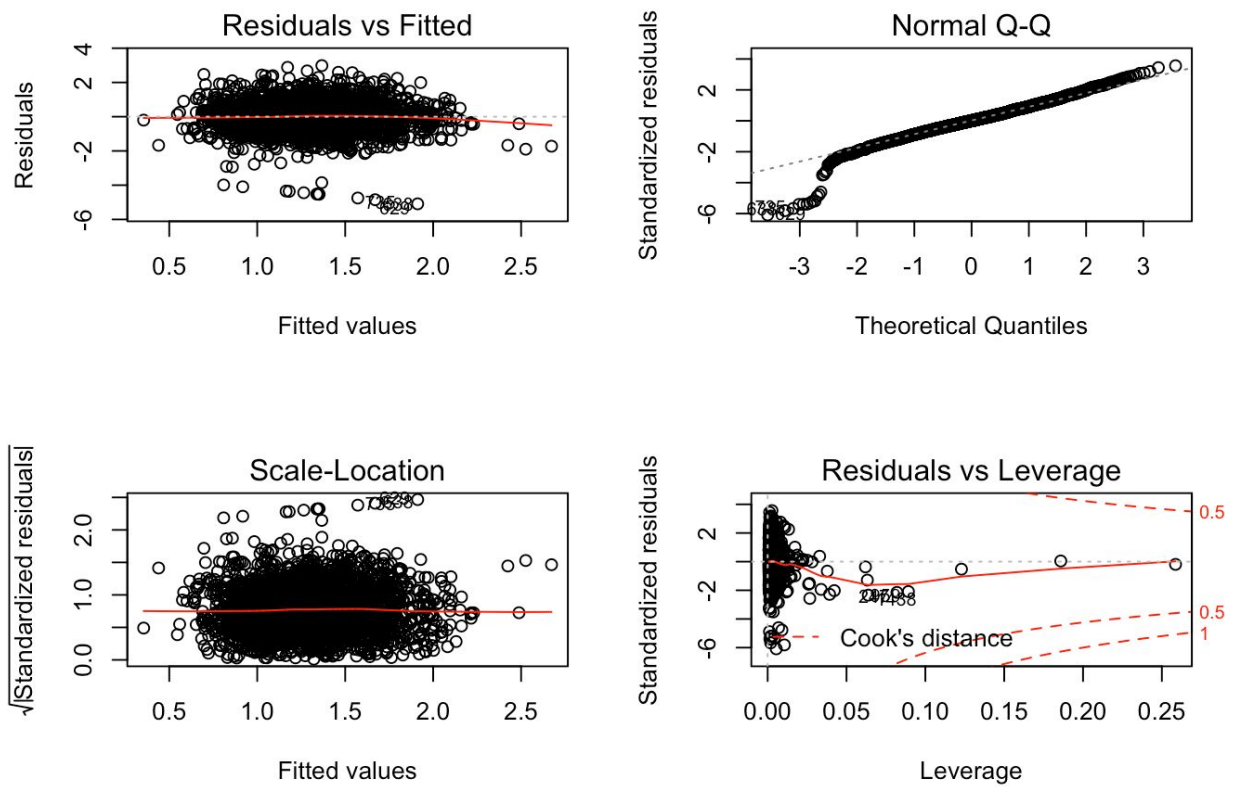 Residuals vs Fitted
Residuals
4
2
0
-2
-6
0.5 1.0 1.5 2.0 2.5
Fitted values
Normal Q-Q
Standardized residuals
2
-2
-6
-3 -2 -1 0 1 2 3
Theoretical Quantiles
Scale-Location
√|Standardized residuals|
2.0
1.0
0.0
0.5 1.0 1.5 2.0 2.5
Fitted values
Residuals vs Leverage
Standardized residuals
2
-2
-6
0.5
0.5
1
Cook's distance
0.00 0.05 0.10 0.15 0.20 0.25
Leverage